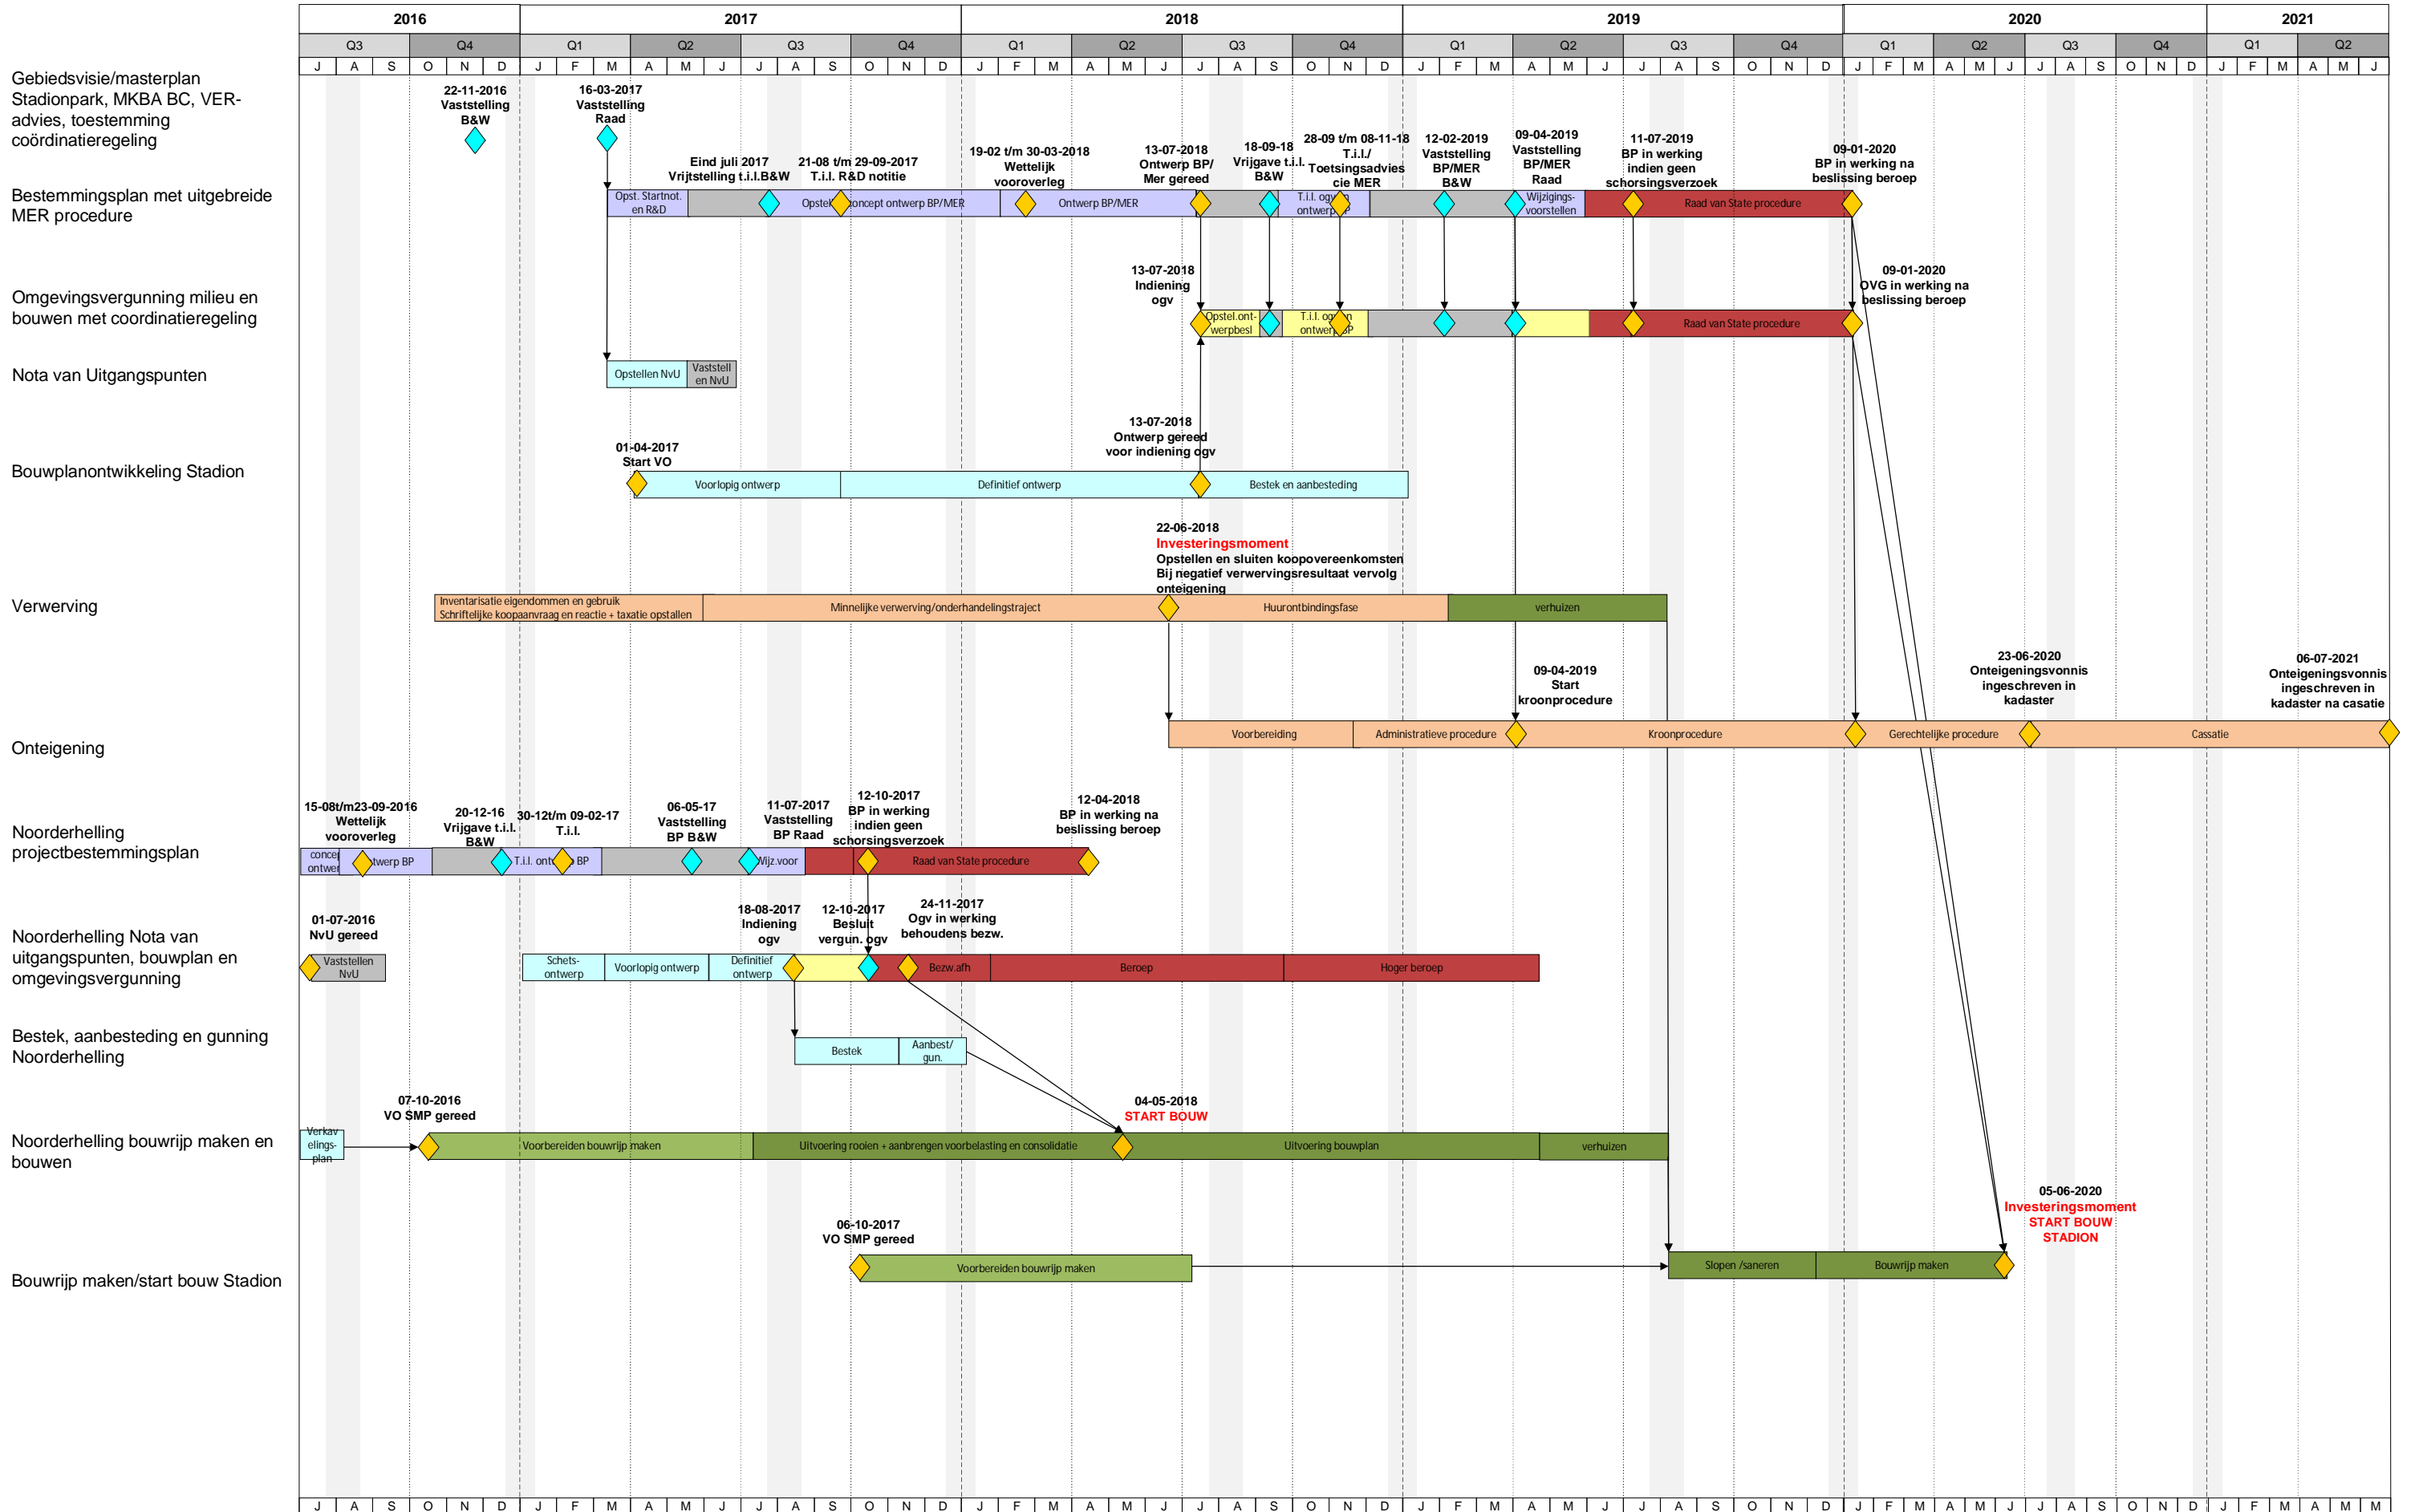 2016 2017 2018 2019 2020 2021
Q3 Q4 Q1 Q2 Q3 Q4 Q1 Q2 Q3 Q4 Q1 Q2 Q3 Q4 Q1 Q2 Q3 Q4 Q1 Q2
J A S O N D J F M A M J J A S O N D J F M A M J J A S O N D J F M A M J J A S O N D J F M A M J J A S O N D J F M A M J
Gebiedsvisie/masterplan
Stadionpark, MKBA BC, VER-
advies, toestemming
coördinatieregeling
22-11-2016
Vaststelling
B&W
16-03-2017
Vaststelling
Raad
Bestemmingsplan met uitgebreide
MER procedure
Eind juli 2017
Vrijtstelling t.i.l.B&W
21-08 t/m 29-09-2017
T.i.l. R&D notitie
19-02 t/m 30-03-2018
Wettelijk
vooroverleg
13-07-2018
Ontwerp BP/
Mer gereed
18-09-18
Vrijgave t.i.l.
B&W
28-09 t/m 08-11-18
T.i.l./
Toetsingsadvies
cie MER
12-02-2019
Vaststelling
BP/MER
B&W
09-04-2019
Vaststelling
BP/MER
Raad
11-07-2019
BP in werking
indien geen
schorsingsverzoek
09-01-2020
BP in werking na
beslissing beroep
Opst. Startnot.
en R&D
Opstel concept ontwerp BP/MER
Ontwerp BP/MER
T.i.l. ogv
ontwerp
Wijzigings-
voorstellen
Raad van State procedure
Omgevingsvergunning milieu en
bouwen met coordinatieregeling
13-07-2018
Indiening
ogv
09-01-2020
OVG in werking na
beslissing beroep
Opstel.ont-
werpbesl
T.i.l. ogv
ontwerp BP
Raad van State procedure
Nota van Uitgangspunten
Opstellen NvU
Vaststell
en NvU
Bouwplanontwikkeling Stadion
01-04-2017
Start VO
13-07-2018
Ontwerp gereed
voor indiening ogv
Voorlopig ontwerp
Definitief ontwerp
Bestek en aanbesteding
Verwerving
22-06-2018
Investeringsmoment
Opstellen en sluiten koopovereenkomsten
Bij negatief verwervingsresultaat vervolg
onteigening
Inventarisatie eigendommen en gebruik
Schriftelijke koopaanvraag en reactie + taxatie opstallen
Minnelijke verwerving/onderhandelingstraject
Huurontbindingsfase
verhuizen
Onteigening
09-04-2019
Start
kroonprocedure
23-06-2020
Onteigeningsvonnis
ingeschreven in
kadaster
06-07-2021
Onteigeningsvonnis
ingeschreven in
kadaster na casatie
Voorbereiding
Administratieve procedure
Kroonprocedure
Gerechtelijke procedure
Cassatie
Noorderhelling
projectbestemmingsplan
15-08t/m23-09-2016
Wettelijk
vooroverleg
20-12-16
Vrijgave t.i.l.
B&W
30-12t/m 09-02-17
T.i.l.
06-05-17
Vaststelling
BP B&W
11-07-2017
Vaststelling
BP Raad
12-10-2017
BP in werking
indien geen
schorsingsverzoek
12-04-2018
BP in werking na
beslissing beroep
T.i.l. BP
Wijz.voor
Raad van State procedure
Noorderhelling Nota van
uitgangspunten, bouwplan en
omgevingsvergunning
01-07-2016
NvU gereed
18-08-2017
Indiening
ogv
12-10-2017
Besluit
vergun. ogv
24-11-2017
Ogv in werking
behoudens bezw.
Vaststellen
NvU
Schets-
ontwerp
Voorlopig ontwerp
Definitief
ontwerp
Bezw.afh
Beroep
Hoger beroep
Bestek, aanbesteding en gunning
Noorderhelling
Bestek
Aanbest/
gun.
Noorderhelling bouwrijp maken en
bouwen
07-10-2016
VO SMP gereed
04-05-2018
START BOUW
Verkav
elings-
plan
Voorbereiden bouwrijp maken
Uitvoering rooien + aanbrengen voorbelasting en consolidatie
Uitvoering bouwplan
verhuizen
Bouwrijp maken/start bouw Stadion
06-10-2017
VO SMP gereed
05-06-2020
Investeringsmoment
START BOUW
STADION
Voorbereiden bouwrijp maken
Slopen /saneren
Bouwrijp maken
J A S O N D J F M A M J J A S O N D J F M A M J J A S O N D J F M A M J J A S O N D J F M A M J J A S O N D J F M A M M